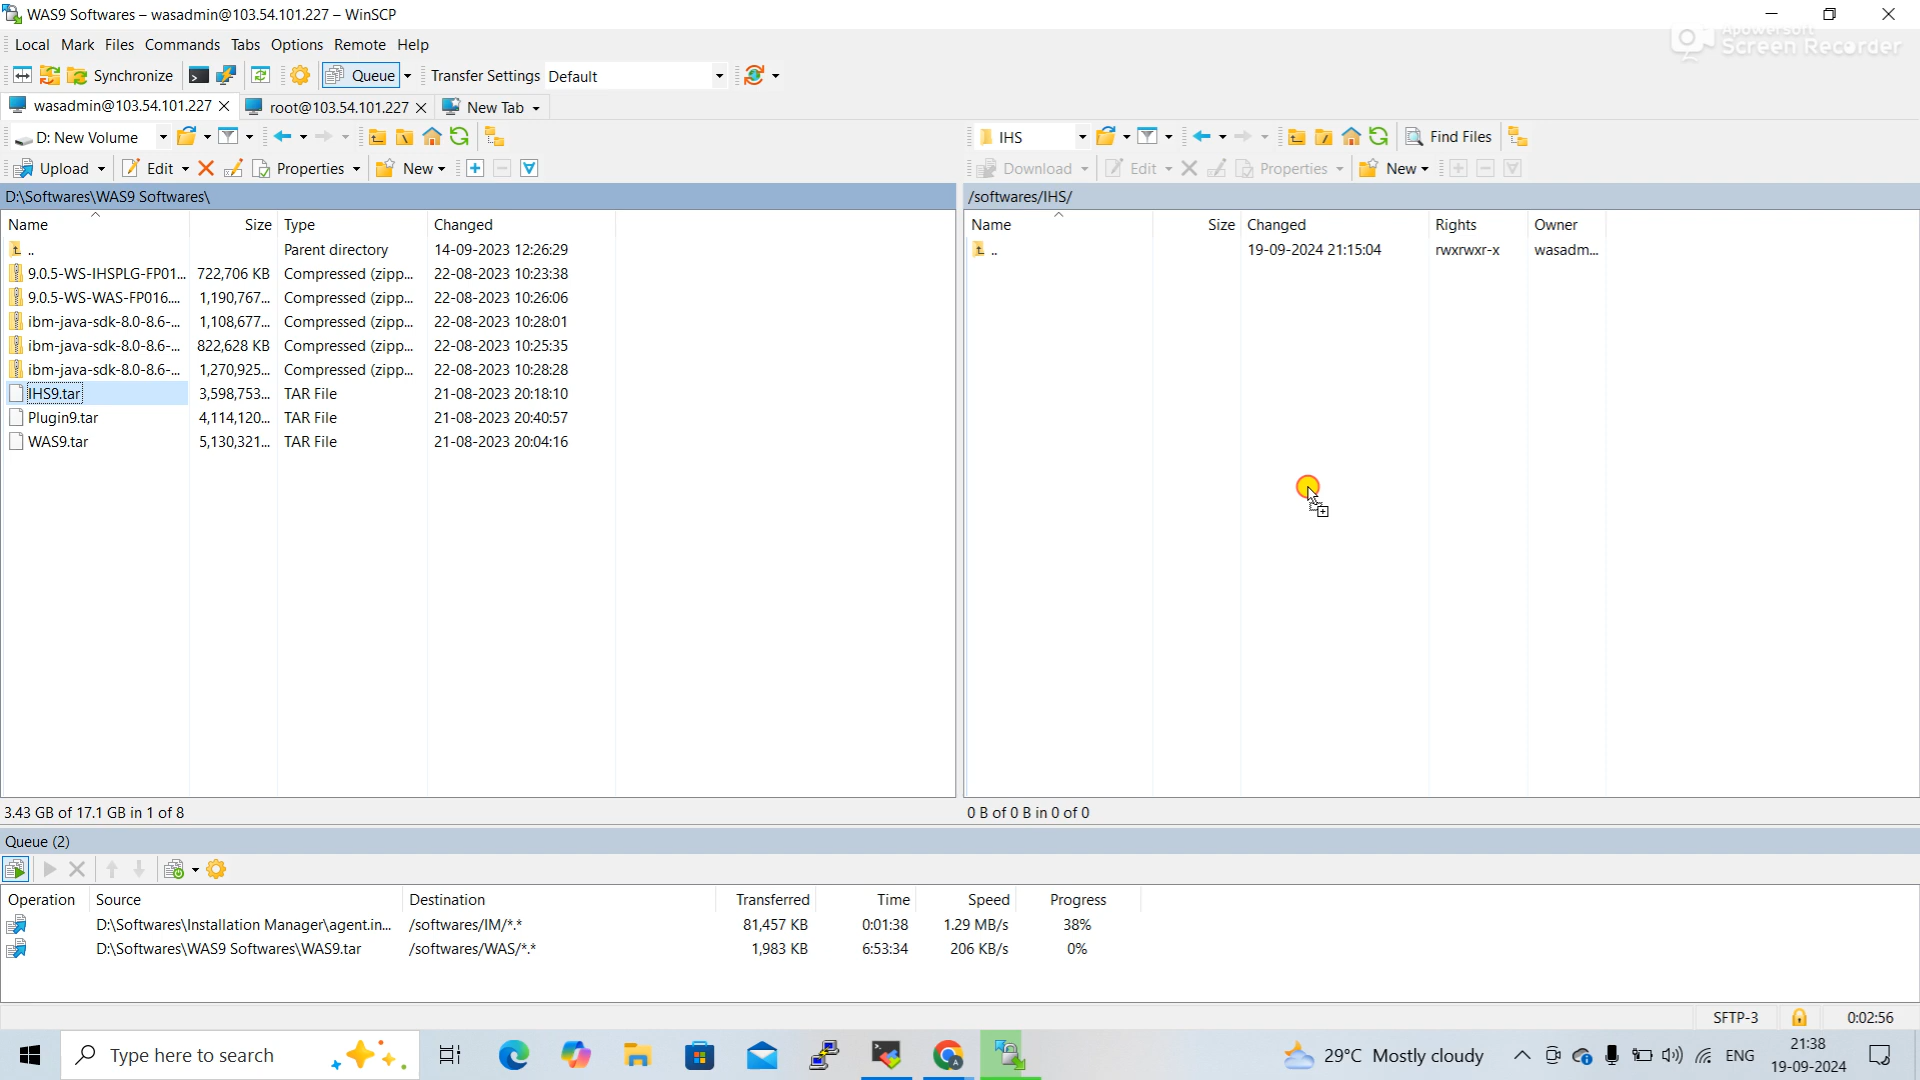 WAS9 Softwares – wasadmin@103.54.101.227 – WinSCP
Apowersoft
Screen Recorder
Local Mark Files Commands Tabs Options Remote Help
Synchronize Queue Transfer Settings Default
wasadmin@103.54.101.227 root@103.54.101.227 New Tab
D: New Volume
IHS Find Files
Upload Edit Properties New
Download Edit Properties New
D:\Softwares\WAS9 Softwares\
Name Size Type Changed
.. Parent directory 14-09-2023 12:26:29
9.0.5-WS-IHSPLG-FP01... 722,706 KB Compressed (zipp... 22-08-2023 10:23:38
9.0.5-WS-WAS-FP016.... 1,190,767... Compressed (zipp... 22-08-2023 10:26:06
ibm-java-sdk-8.0-8.6-... 1,108,677... Compressed (zipp... 22-08-2023 10:28:01
ibm-java-sdk-8.0-8.6-... 822,628 KB Compressed (zipp... 22-08-2023 10:25:35
ibm-java-sdk-8.0-8.6-... 1,270,925... Compressed (zipp... 22-08-2023 10:28:28
IHS9.tar 3,598,753... TAR File 21-08-2023 20:18:10
Plugin9.tar 4,114,120... TAR File 21-08-2023 20:40:57
WAS9.tar 5,130,321... TAR File 21-08-2023 20:04:16
3.43 GB of 17.1 GB in 1 of 8
/softwares/IHS/
Name Size Changed Rights Owner
.. 19-09-2024 21:15:04 rwxrwxr-x wasadm...
0 B of 0 B in 0 of 0
Queue (2)
Operation Source Destination Transferred Time Speed Progress
D:\Softwares\Installation Manager\agent.in... /softwares/IM/*.* 81,457 KB 0:01:38 1.29 MB/s 38%
D:\Softwares\WAS9 Softwares\WAS9.tar /softwares/WAS/*.* 1,983 KB 6:53:34 206 KB/s 0%
SFTP-3 0:02:56
Type here to search
29°C Mostly cloudy
ENG
21:38
19-09-2024